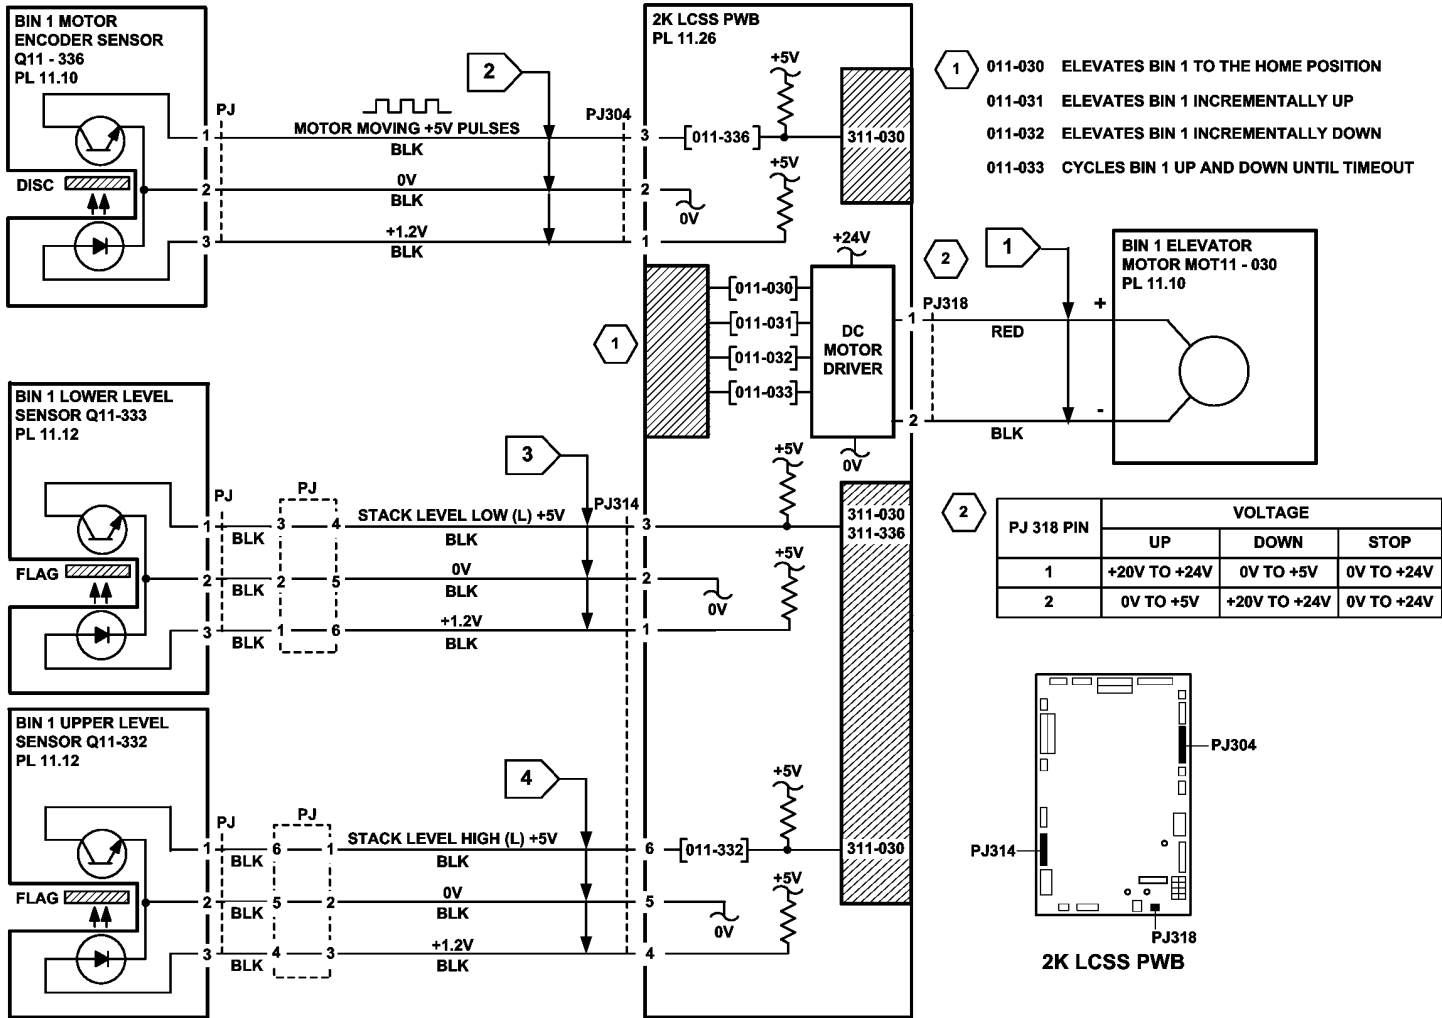 BIN 1 MOTOR
ENCODER SENSOR
Q11 - 336
PL 11.10
DISC
1
2
3
PJ
MOTOR MOVING +5V PULSES
BLK
0V
BLK
+1.2V
BLK
2
PJ304
3
2
1
2K LCSS PWB
PL 11.26
+5V
[011-336]
311-030
+5V
0V
1
011-030 ELEVATES BIN 1 TO THE HOME POSITION
011-031 ELEVATES BIN 1 INCREMENTALLY UP
011-032 ELEVATES BIN 1 INCREMENTALLY DOWN
011-033 CYCLES BIN 1 UP AND DOWN UNTIL TIMEOUT
1
[011-030]
[011-031]
[011-032]
[011-033]
+24V
DC
MOTOR
DRIVER
0V
1
2
PJ318
2
1
RED
BLK
+
-
BIN 1 ELEVATOR
MOTOR MOT11 - 030
PL 11.10
BIN 1 LOWER LEVEL
SENSOR Q11-333
PL 11.12
FLAG
1
2
3
PJ
BLK
BLK
BLK
PJ
3 4
2 5
1 6
STACK LEVEL LOW (L) +5V
BLK
0V
BLK
+1.2V
BLK
3
PJ314
3
2
1
+5V
+5V
0V
311-030
311-336
2
PJ 318 PIN VOLTAGE
UP DOWN STOP
1 +20V TO +24V 0V TO +5V 0V TO +24V
2 0V TO +5V +20V TO +24V 0V TO +24V
BIN 1 UPPER LEVEL
SENSOR Q11-332
PL 11.12
FLAG
1
2
3
PJ
BLK
BLK
BLK
PJ
6 1
5 2
4 3
STACK LEVEL HIGH (L) +5V
BLK
0V
BLK
+1.2V
BLK
4
6
5
4
[011-332]
+5V
+5V
0V
311-030
PJ304
PJ314
PJ318
2K LCSS PWB